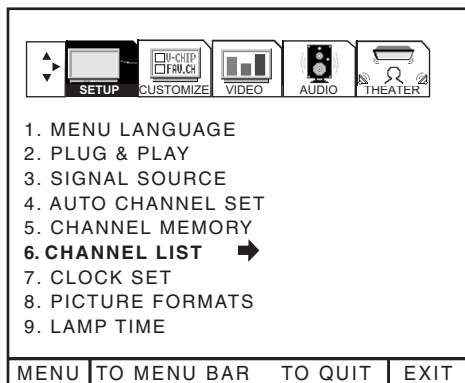 V-CHIP
FAV.CH
SETUP CUSTOMIZE VIDEO AUDIO THEATER
1. MENU LANGUAGE
2. PLUG & PLAY
3. SIGNAL SOURCE
4. AUTO CHANNEL SET
5. CHANNEL MEMORY
6. CHANNEL LIST
7. CLOCK SET
8. PICTURE FORMATS
9. LAMP TIME
MENU TO MENU BAR TO QUIT EXIT